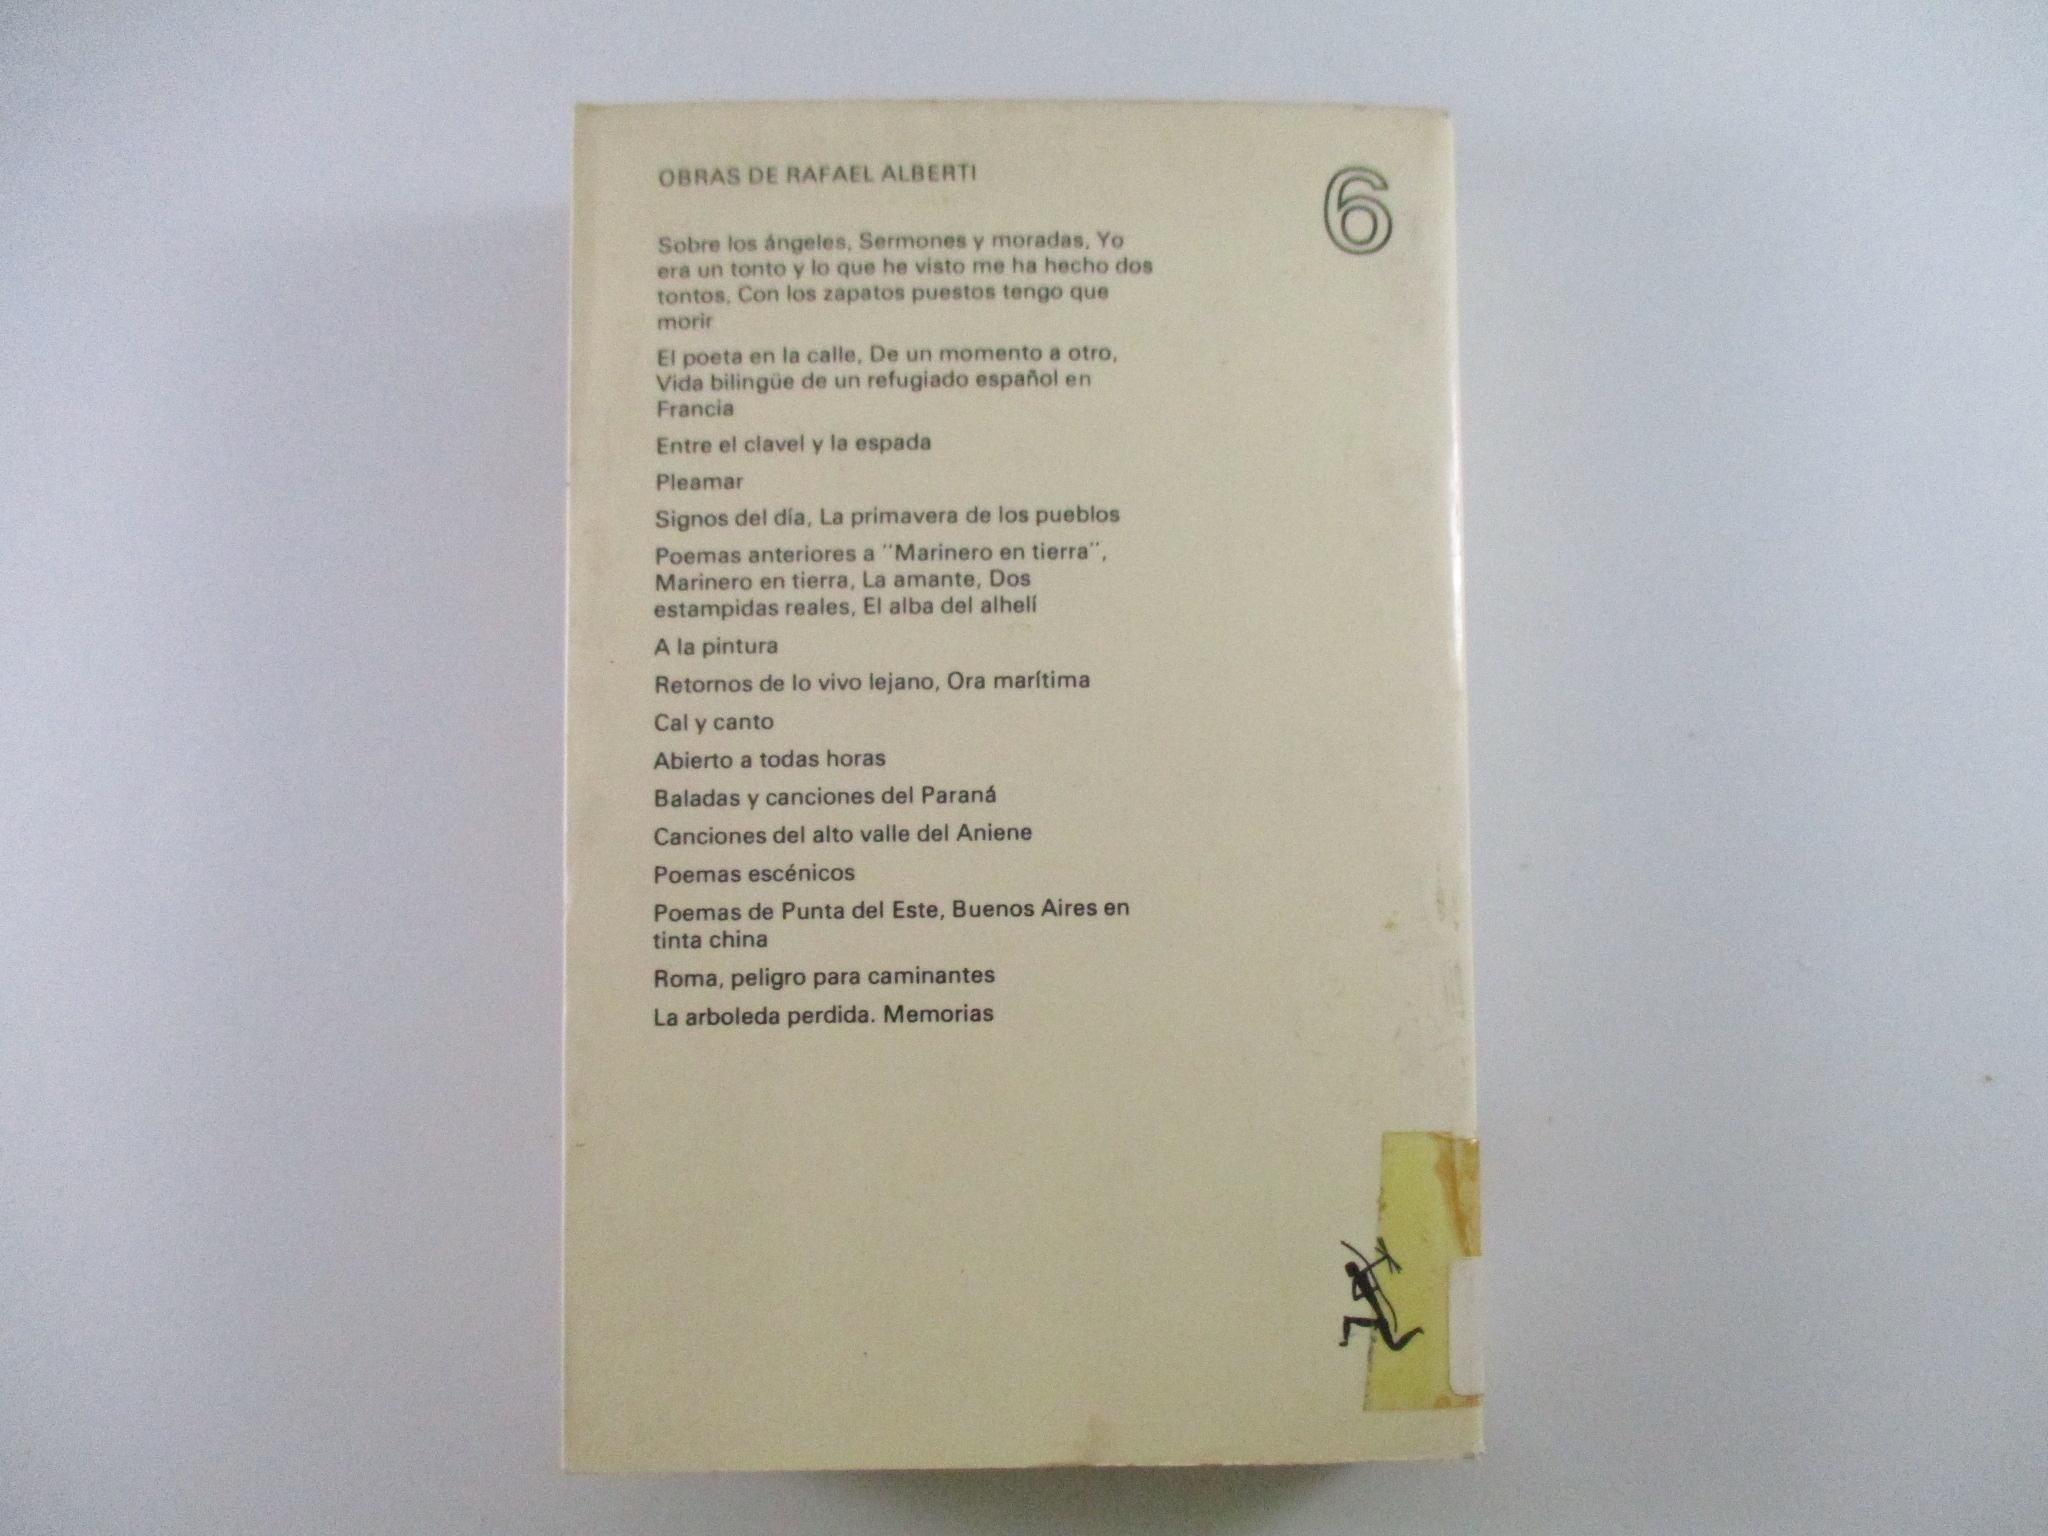 OBRAS DE RAFAEL ALBERTI
6
Sobre los ángeles, Sermones y moradas, Yo
era un tonto y lo que he visto me ha hecho dos
tontos, Con los zapatos puestos tengo que
morir
El poeta en la calle, De un momento a otro,
Vida bilingüe de un refugiado español en
Francia
Entre el clavel y la espada
Pleamar
Signos del día, La primavera de los pueblos
Poemas anteriores a "Marinero en tierra",
Marinero en tierra, La amante, Dos
estampidas reales, El alba del alhelí
A la pintura
Retornos de lo vivo lejano, Ora marítima
Cal y canto
Abierto a todas horas
Baladas y canciones del Paraná
Canciones del alto valle del Aniene
Poemas escénicos
Poemas de Punta del Este, Buenos Aires en
tinta china
Roma, peligro para caminantes
La arboleda perdida. Memorias